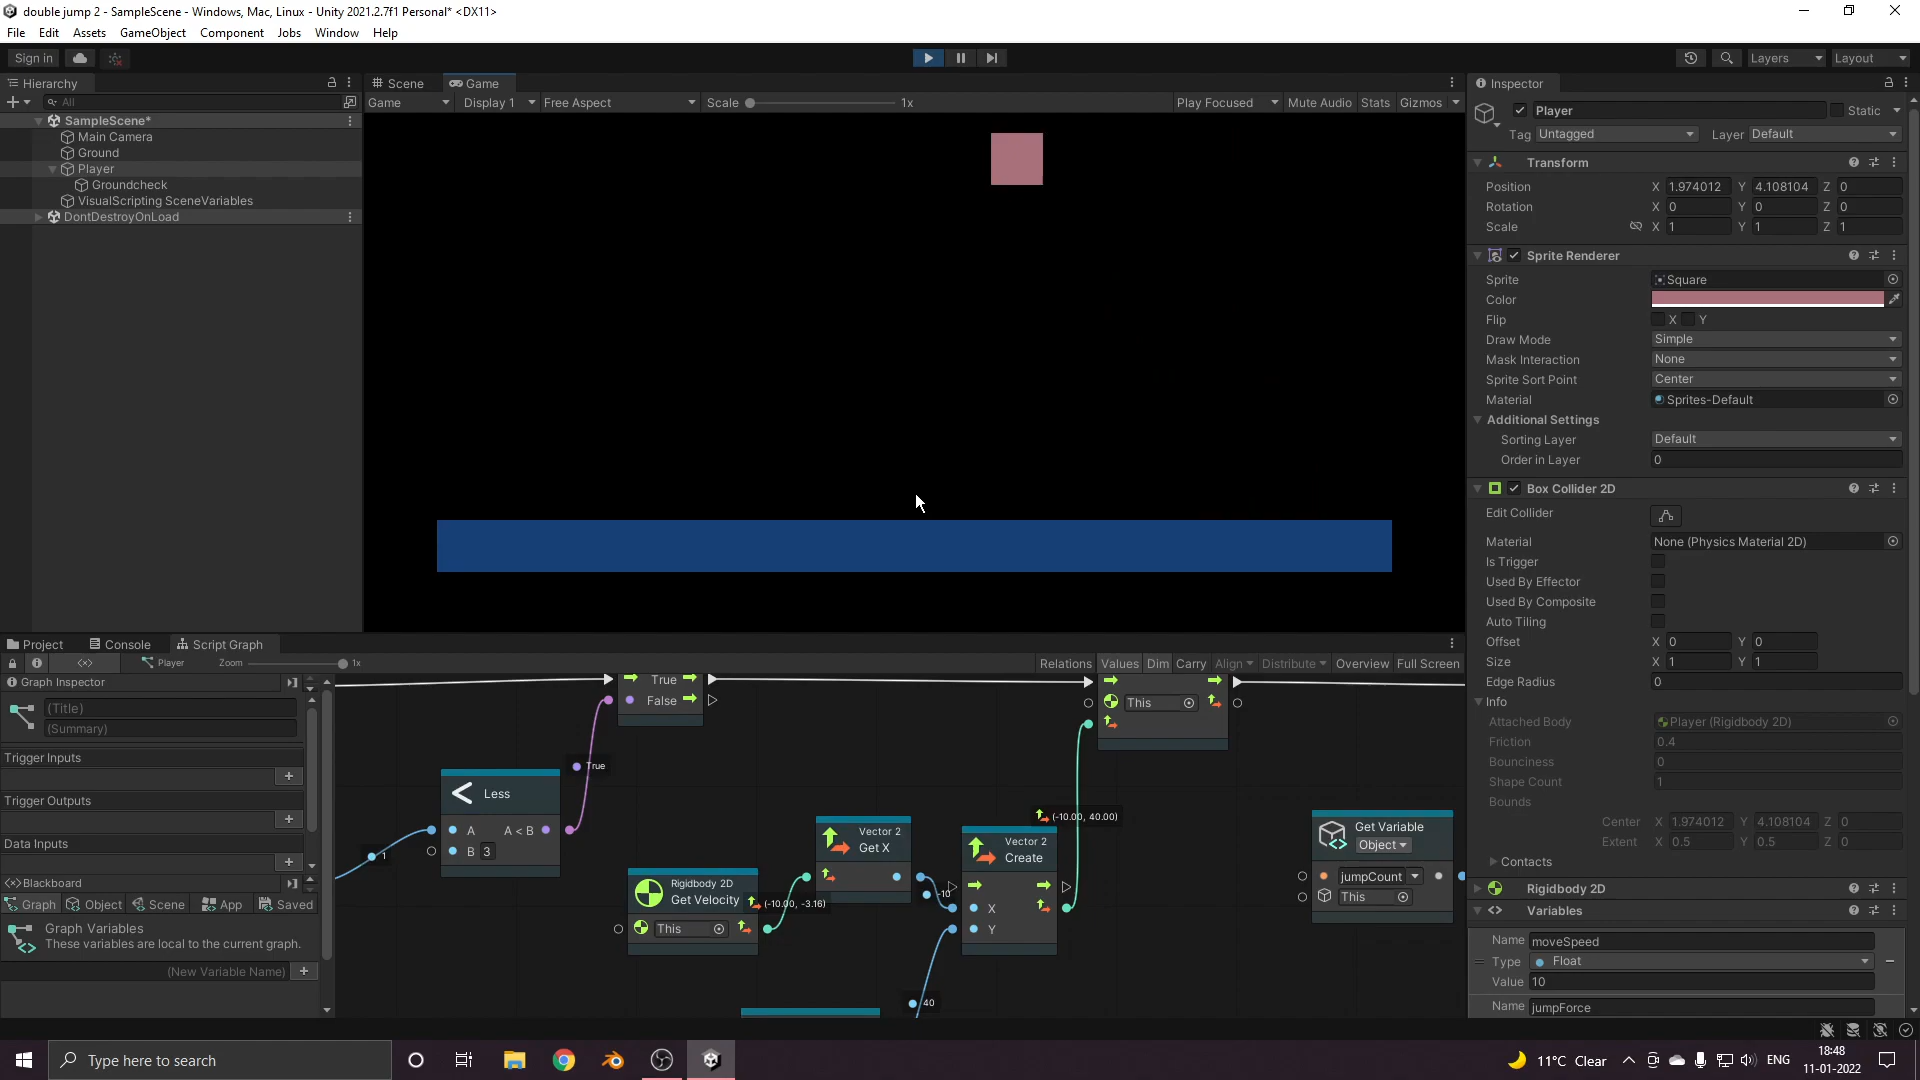 double jump 2 - SampleScene - Windows, Mac, Linux - Unity 2021.2.7f1 Personal* <DX11>
File Edit Assets GameObject Component Jobs Window Help
Sign in
Layers Layout
Hierarchy
All
SampleScene*
Main Camera
Ground
Player
Groundcheck
VisualScripting SceneVariables
DontDestroyOnLoad
Scene Game
Game Display 1 Free Aspect Scale 1x Play Focused Mute Audio Stats Gizmos
Inspector
Player Static
Tag Untagged Layer Default
Transform
Position X 1.974012 Y 4.108104 Z 0
Rotation X 0 Y 0 Z 0
Scale X 1 Y 1 Z 1
Sprite Renderer
Sprite Square
Color
Flip X Y
Draw Mode Simple
Mask Interaction None
Sprite Sort Point Center
Material Sprites-Default
Additional Settings
Sorting Layer Default
Order in Layer 0
Box Collider 2D
Edit Collider
Material None (Physics Material 2D)
Is Trigger
Used By Effector
Used By Composite
Auto Tiling
Offset X 0 Y 0
Size X 1 Y 1
Edge Radius 0
Info
Attached Body Player (Rigidbody 2D)
Friction 0.4
Bounciness 0
Shape Count 1
Bounds
Center X 1.974012 Y 4.108104 Z 0
Extent X 0.5 Y 0.5 Z 0
Contacts
Rigidbody 2D
Variables
Name moveSpeed
Type Float
Value 10
Name jumpForce
Project Console Script Graph
Player Zoom 1x Relations Values Dim Carry Align Distribute Overview Full Screen
Graph Inspector
(Title)
(Summary)
Trigger Inputs
Trigger Outputs
Data Inputs
Blackboard
Graph Object Scene App Saved
Graph Variables
These variables are local to the current graph.
(New Variable Name)
True
False
This
True
Less
A A < B
B 3
1
Rigidbody 2D
Get Velocity
This
(-10.00, -3.16)
Vector 2
Get X
-10
Vector 2
Create
X
Y
40
(-10.00, 40.00)
Get Variable
Object
jumpCount
This
Type here to search
11°C Clear
ENG
18:48
11-01-2022